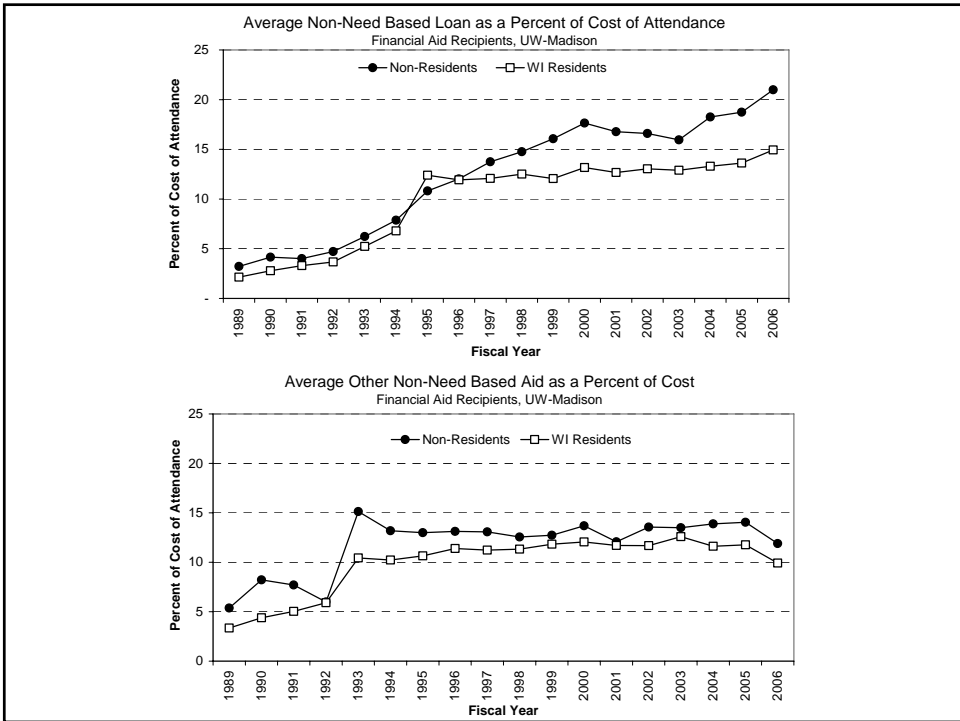 Average Non-Need Based Loan as a Percent of Cost of Attendance
Financial Aid Recipients, UW-Madison
Non-Residents WI Residents
Percent of Cost of Attendance
25
20
15
10
5
-
1989 1990 1991 1992 1993 1994 1995 1996 1997 1998 1999 2000 2001 2002 2003 2004 2005 2006
Fiscal Year
Average Other Non-Need Based Aid as a Percent of Cost
Financial Aid Recipients, UW-Madison
Non-Residents WI Residents
Percent of Cost of Attendance
25
20
15
10
5
0
1989 1990 1991 1992 1993 1994 1995 1996 1997 1998 1999 2000 2001 2002 2003 2004 2005 2006
Fiscal Year